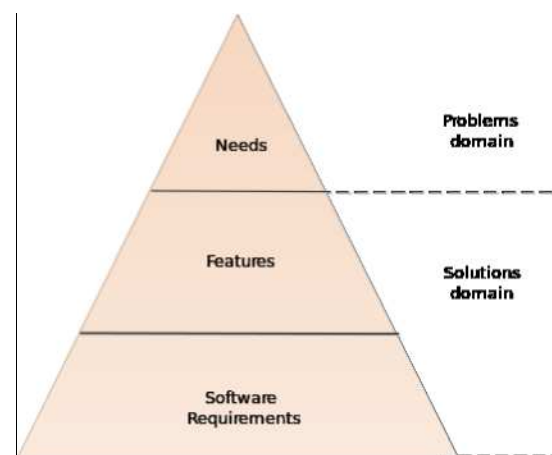 Needs
Problems
domain
Features
Solutions
domain
Software
Requirements